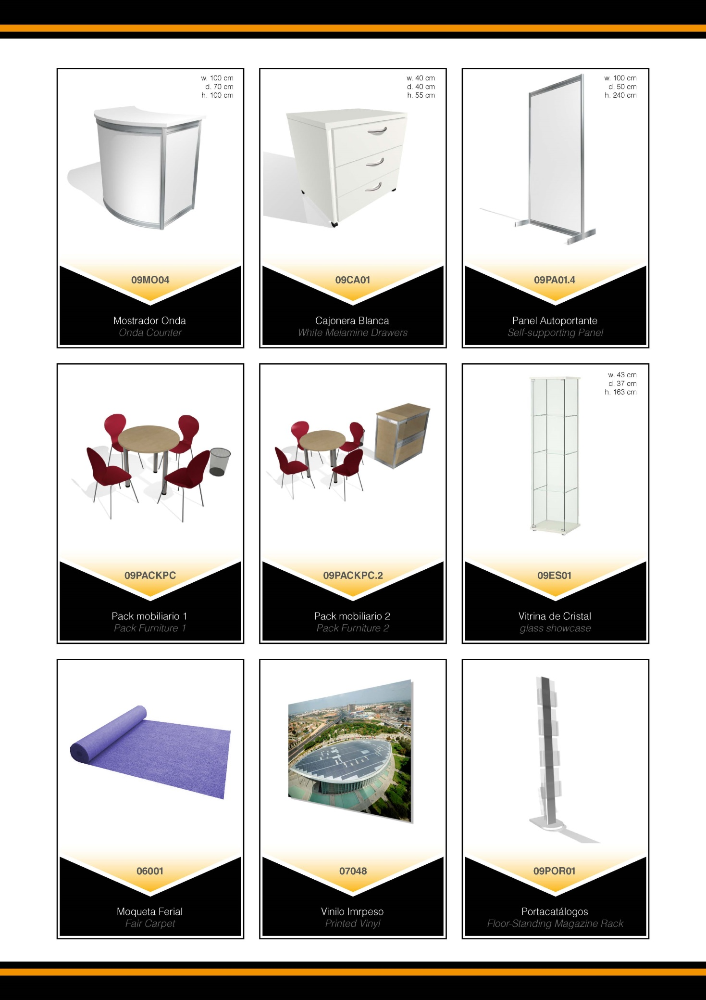 w. 100 cm
d. 70 cm
h. 100 cm
09MO04
Mostrador Onda
Onda Counter
w. 40 cm
d. 40 cm
h. 55 cm
09CA01
Cajonera Blanca
White Melamine Drawers
w. 100 cm
d. 50 cm
h. 240 cm
09PA01.4
Panel Autoportante
Self-supporting Panel
09PACKPC
Pack mobiliario 1
Pack Furniture 1
09PACKPC.2
Pack mobiliario 2
Pack Furniture 2
w. 43 cm
d. 37 cm
h. 163 cm
09ES01
Vitrina de Cristal
glass showcase
06001
Moqueta Ferial
Fair Carpet
07048
Vinilo Imrpeso
Printed Vinyl
09POR01
Portacatálogos
Floor-Standing Magazine Rack